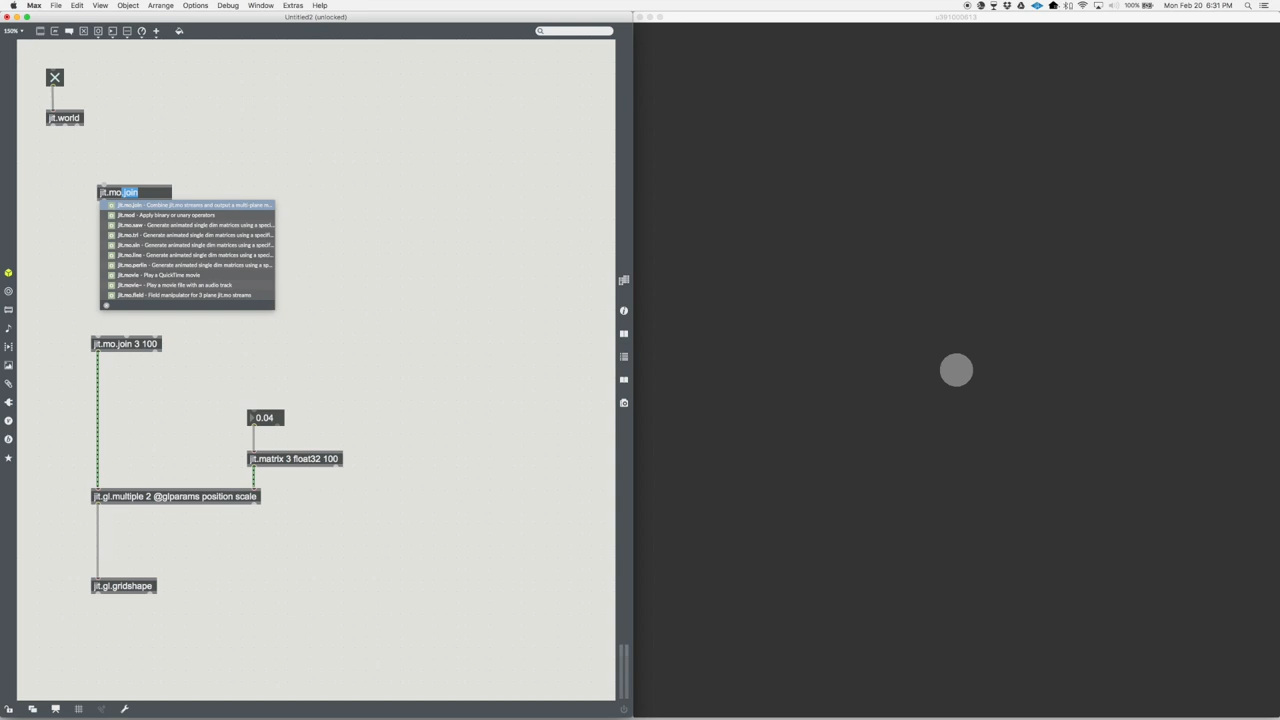 Max File Edit View Object Arrange Options Debug Window Extras Help
100%
Mon Feb 20 6:31 PM
Untitled2 (unlocked)
u391000613
150%
jit.world
jit.mo.join
jit.mo.join - Combine jit.mo streams and output a multi-plane m...
jit.mod - Apply binary or unary operators
jit.mo.saw - Generate animated single dim matrices using a speci...
jit.mo.tri - Generate animated single dim matrices using a specifi...
jit.mo.sin - Generate animated single dim matrices using a specif...
jit.mo.line - Generate animated single dim matrices using a speci...
jit.mo.perlin - Generate animated single dim matrices using a sp...
jit.movie - Play a QuickTime movie
jit.movie~ - Play a movie file with an audio track
jit.mo.field - Field manipulator for 3 plane jit.mo streams
jit.mo.join 3 100
0.04
jit.matrix 3 float32 100
jit.gl.multiple 2 @glparams position scale
jit.gl.gridshape